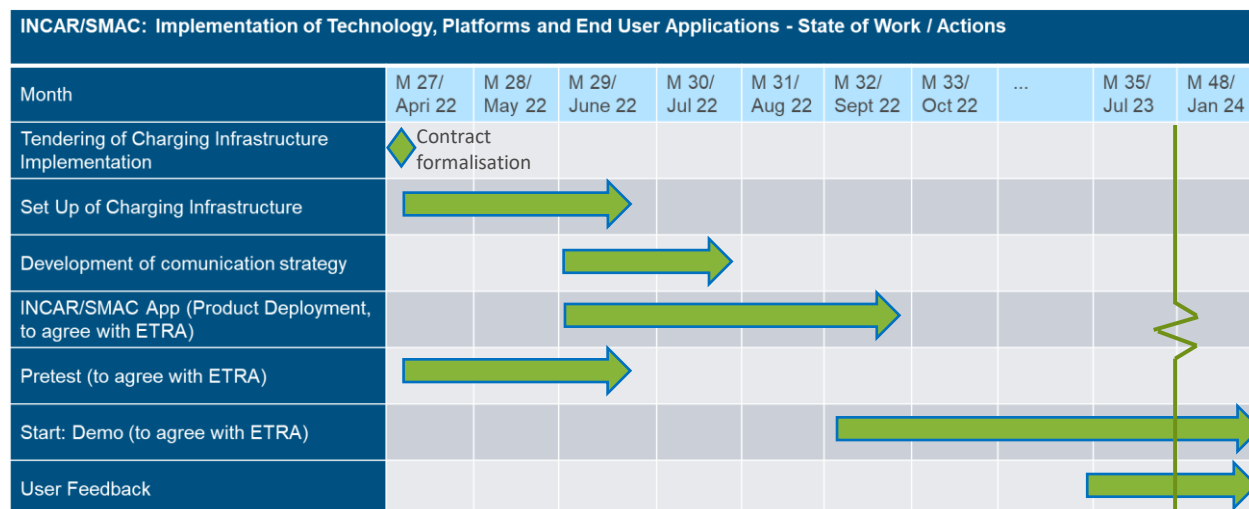 INCAR/SMAC: Implementation of Technology, Platforms and End User Applications - State of Work / Actions
Month
M 27/
Apri 22
M 28/
May 22
M 29/
June 22
M 30/
Jul 22
M 31/
Aug 22
M 32/
Sept 22
M 33/
Oct 22
...
M 35/
Jul 23
M 48/
Jan 24
Tendering of Charging Infrastructure
Implementation
Contract
formalisation
Set Up of Charging Infrastructure
Development of comunication strategy
INCAR/SMAC App (Product Deployment,
to agree with ETRA)
Pretest (to agree with ETRA)
Start: Demo (to agree with ETRA)
User Feedback